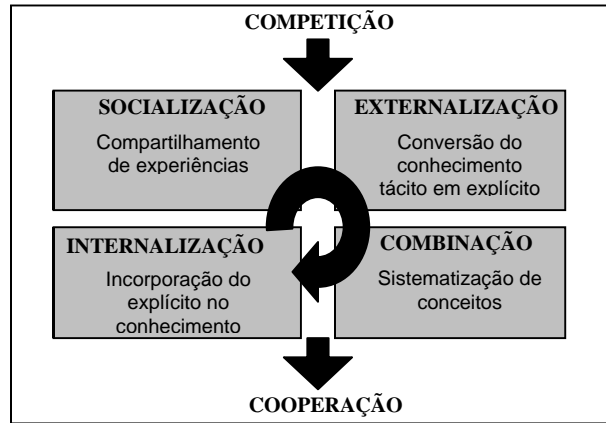 COMPETIÇÃO
SOCIALIZAÇÃO
Compartilhamento
de experiências
EXTERNALIZAÇÃO
Conversão do
conhecimento
tácito em explícito
INTERNALIZAÇÃO
Incorporação do
explícito no
conhecimento
COMBINAÇÃO
Sistematização de
conceitos
COOPERAÇÃO